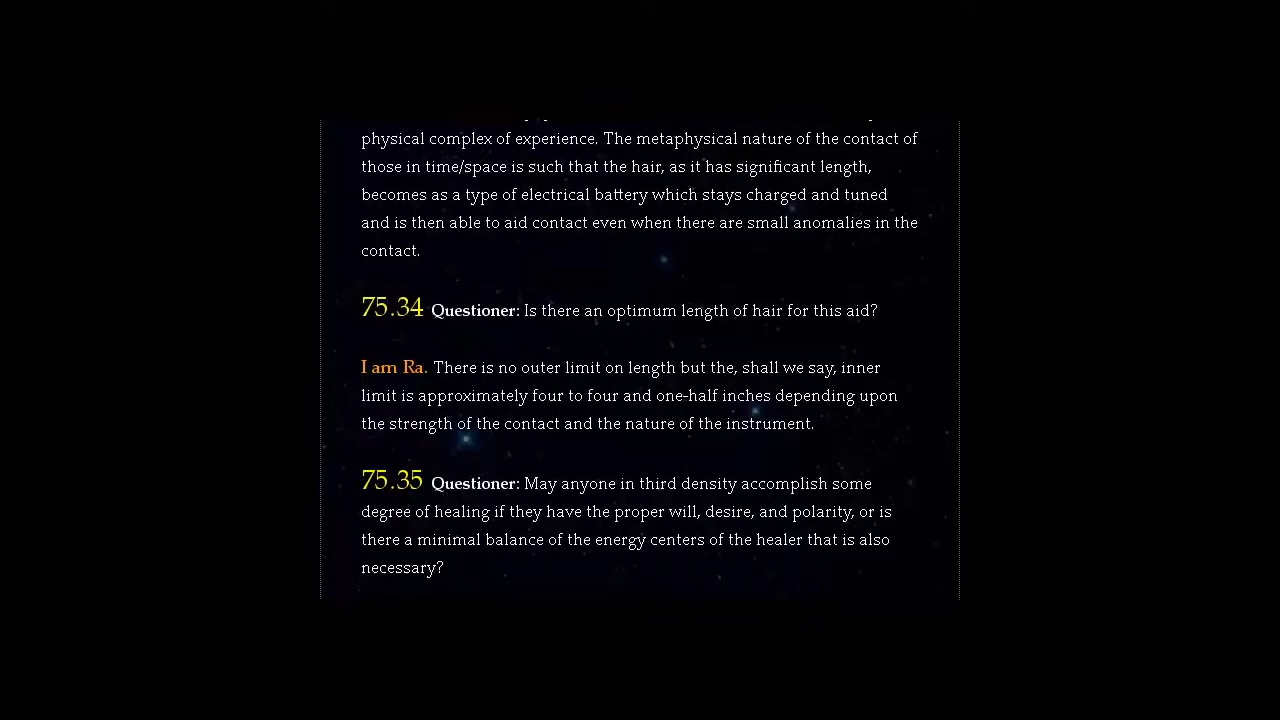 physical complex of experience. The metaphysical nature of the contact of
those in time/space is such that the hair, as it has significant length,
becomes as a type of electrical battery which stays charged and tuned
and is then able to aid contact even when there are small anomalies in the
contact.
75.34 Questioner: Is there an optimum length of hair for this aid?
I am Ra. There is no outer limit on length but the, shall we say, inner
limit is approximately four to four and one-half inches depending upon
the strength of the contact and the nature of the instrument.
75.35 Questioner: May anyone in third density accomplish some
degree of healing if they have the proper will, desire, and polarity, or is
there a minimal balance of the energy centers of the healer that is also
necessary?